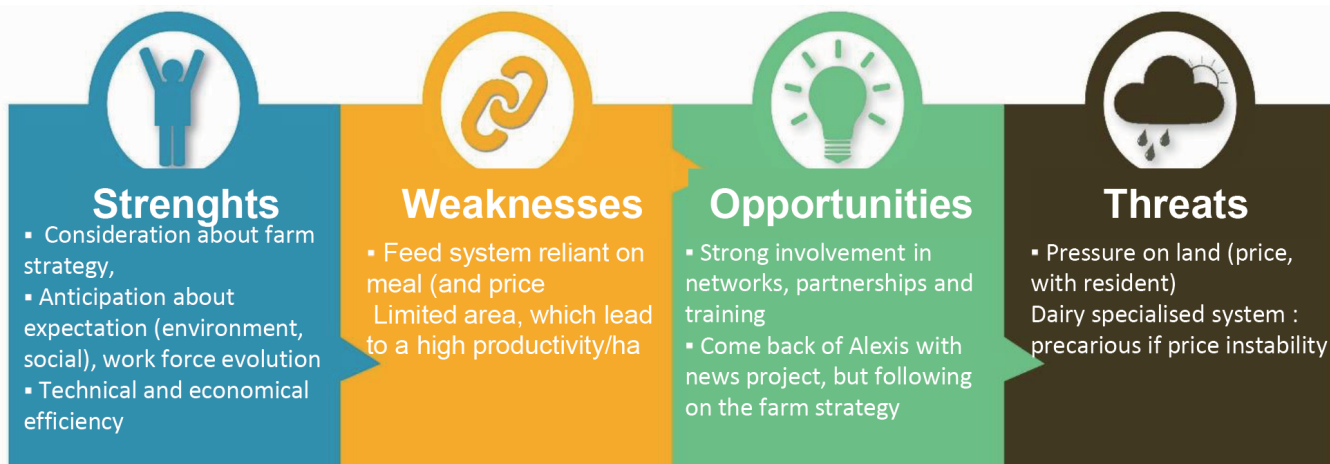 Strenghts
▪ Consideration about farm
strategy,
▪ Anticipation about
expectation (environment,
social), work force evolution
▪ Technical and economical
efficiency
Weaknesses
▪ Feed system reliant on
meal (and price
Limited area, which lead
to a high productivity/ha
Opportunities
▪ Strong involvement in
networks, partnerships and
training
▪ Come back of Alexis with
news project, but following
on the farm strategy
Threats
▪ Pressure on land (price,
with resident)
Dairy specialised system :
precarious if price instability